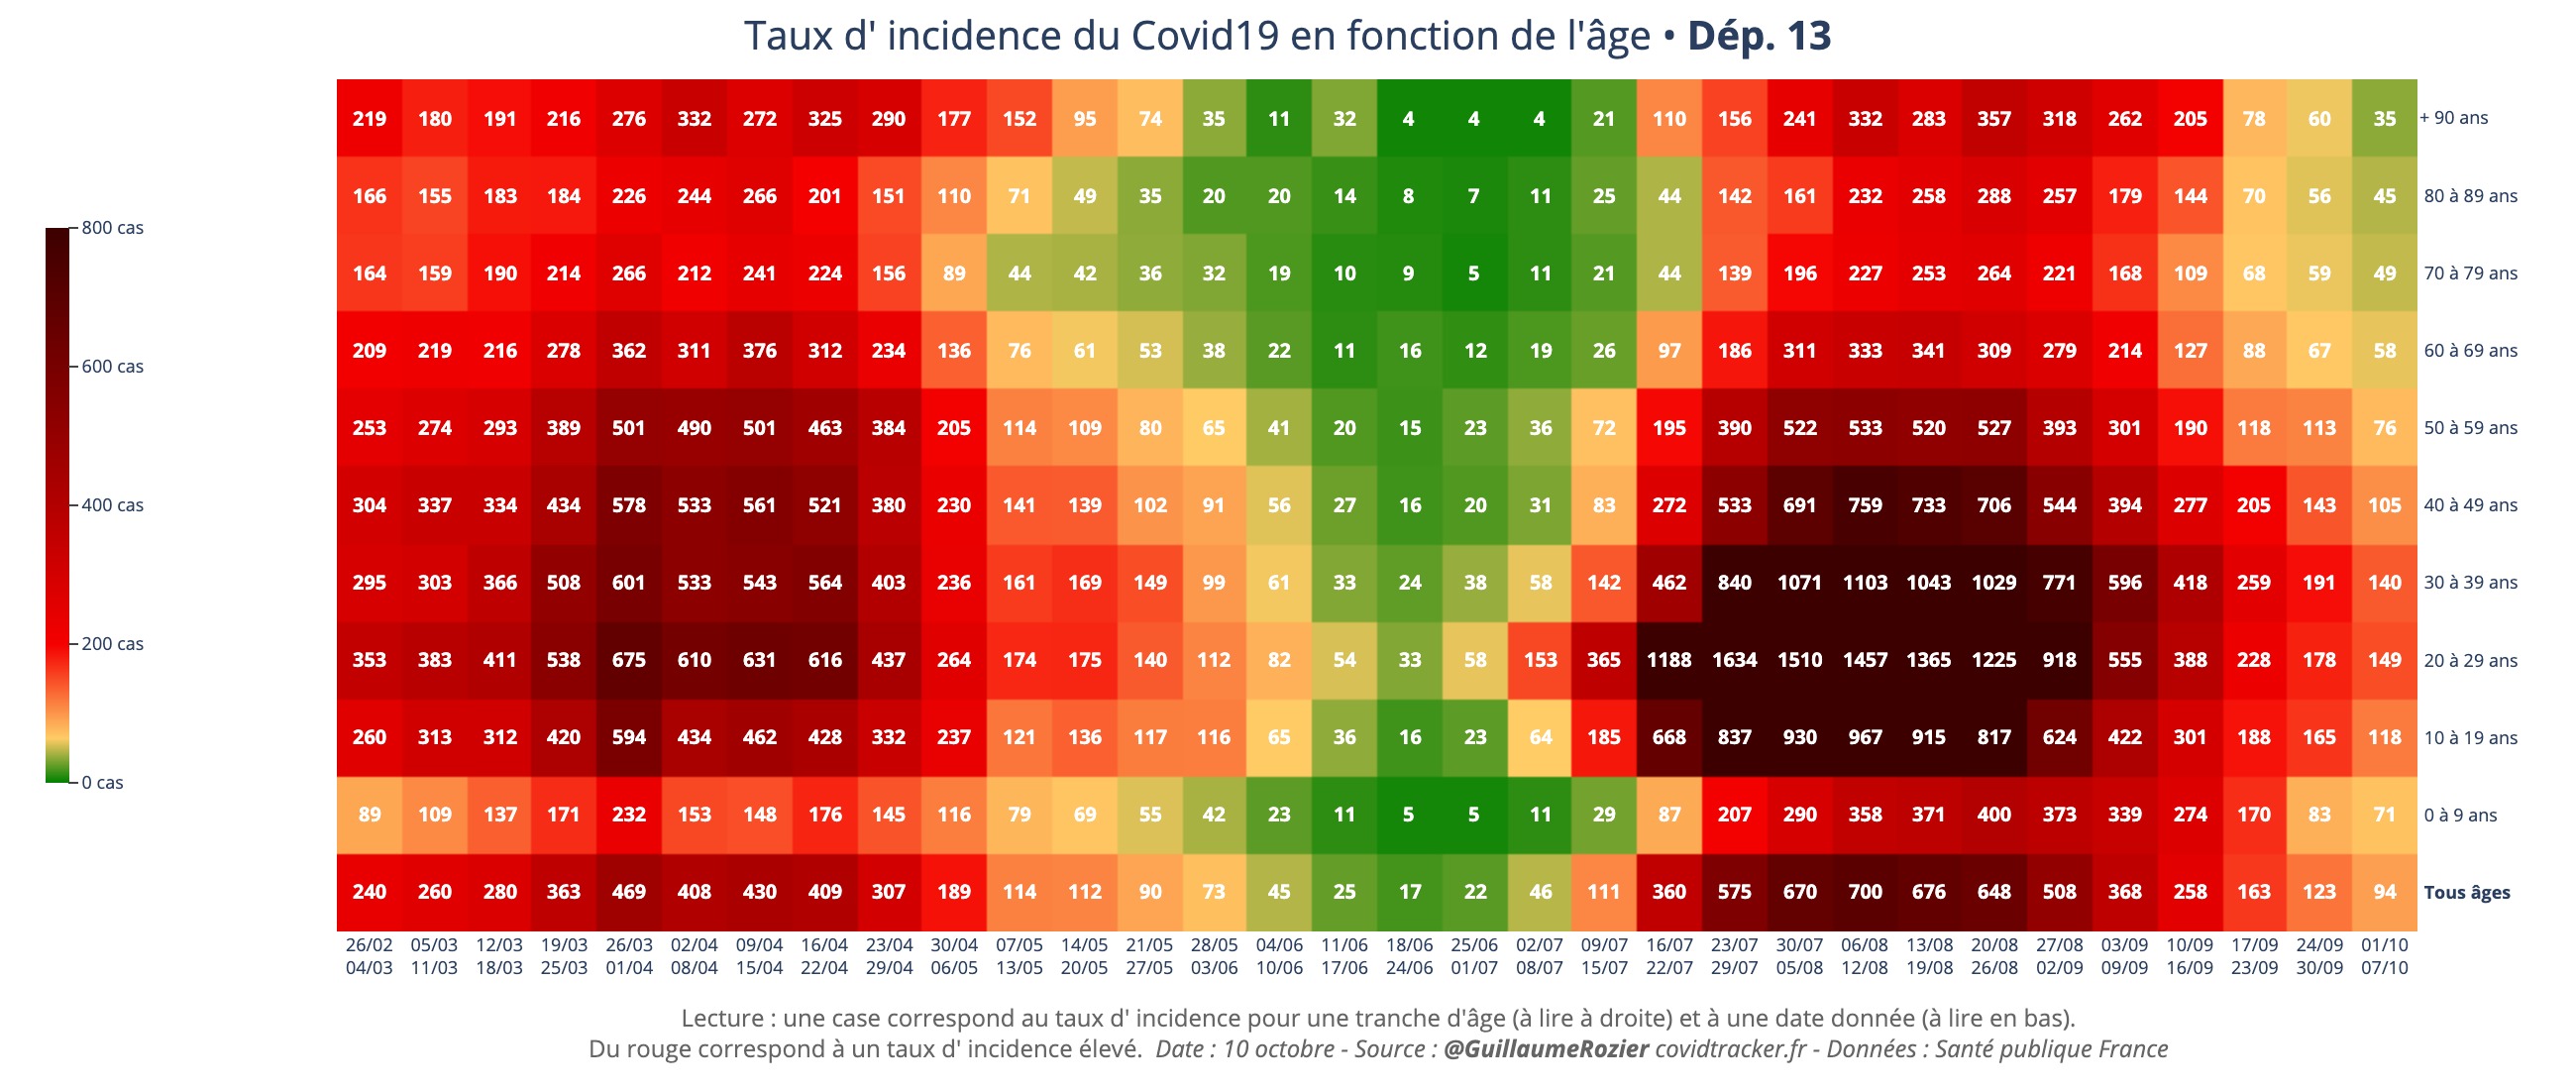 Taux d' incidence du Covid19 en fonction de l'âge • Dép. 13
219 180 191 216 276 332 272 325 290 177 152 95 74 35 11 32 4 4 4 21 110 156 241 332 283 357 318 262 205 78 60 35 + 90 ans
166 155 183 184 226 244 266 201 151 110 71 49 35 20 20 14 8 7 11 25 44 142 161 232 258 288 257 179 144 70 56 45 80 à 89 ans
800 cas
164 159 190 214 266 212 241 224 156 89 44 42 36 32 19 10 9 5 11 21 44 139 196 227 253 264 221 168 109 68 59 49 70 à 79 ans
209 219 216 278 362 311 376 312 234 136 76 61 53 38 22 11 16 12 19 26 97 186 311 333 341 309 279 214 127 88 67 58 60 à 69 ans
600 cas
253 274 293 389 501 490 501 463 384 205 114 109 80 65 41 20 15 23 36 72 195 390 522 533 520 527 393 301 190 118 113 76 50 à 59 ans
400 cas
304 337 334 434 578 533 561 521 380 230 141 139 102 91 56 27 16 20 31 83 272 533 691 759 733 706 544 394 277 205 143 105 40 à 49 ans
295 303 366 508 601 533 543 564 403 236 161 169 149 99 61 33 24 38 58 142 462 840 1071 1103 1043 1029 771 596 418 259 191 140 30 à 39 ans
200 cas
353 383 411 538 675 610 631 616 437 264 174 175 140 112 82 54 33 58 153 365 1188 1634 1510 1457 1365 1225 918 555 388 228 178 149 20 à 29 ans
260 313 312 420 594 434 462 428 332 237 121 136 117 116 65 36 16 23 64 185 668 837 930 967 915 817 624 422 301 188 165 118 10 à 19 ans
0 cas
89 109 137 171 232 153 148 176 145 116 79 69 55 42 23 11 5 5 11 29 87 207 290 358 371 400 373 339 274 170 83 71 0 à 9 ans
240 260 280 363 469 408 430 409 307 189 114 112 90 73 45 25 17 22 46 111 360 575 670 700 676 648 508 368 258 163 123 94 Tous âges
26/02 05/03 12/03 19/03 26/03 02/04 09/04 16/04 23/04 30/04 07/05 14/05 21/05 28/05 04/06 11/06 18/06 25/06 02/07 09/07 16/07 23/07 30/07 06/08 13/08 20/08 27/08 03/09 10/09 17/09 24/09 01/10
04/03 11/03 18/03 25/03 01/04 08/04 15/04 22/04 29/04 06/05 13/05 20/05 27/05 03/06 10/06 17/06 24/06 01/07 08/07 15/07 22/07 29/07 05/08 12/08 19/08 26/08 02/09 09/09 16/09 23/09 30/09 07/10
Lecture : une case correspond au taux d' incidence pour une tranche d'âge (à lire à droite) et à une date donnée (à lire en bas).
Du rouge correspond à un taux d' incidence élevé. Date : 10 octobre - Source : @GuillaumeRozier covidtracker.fr - Données : Santé publique France